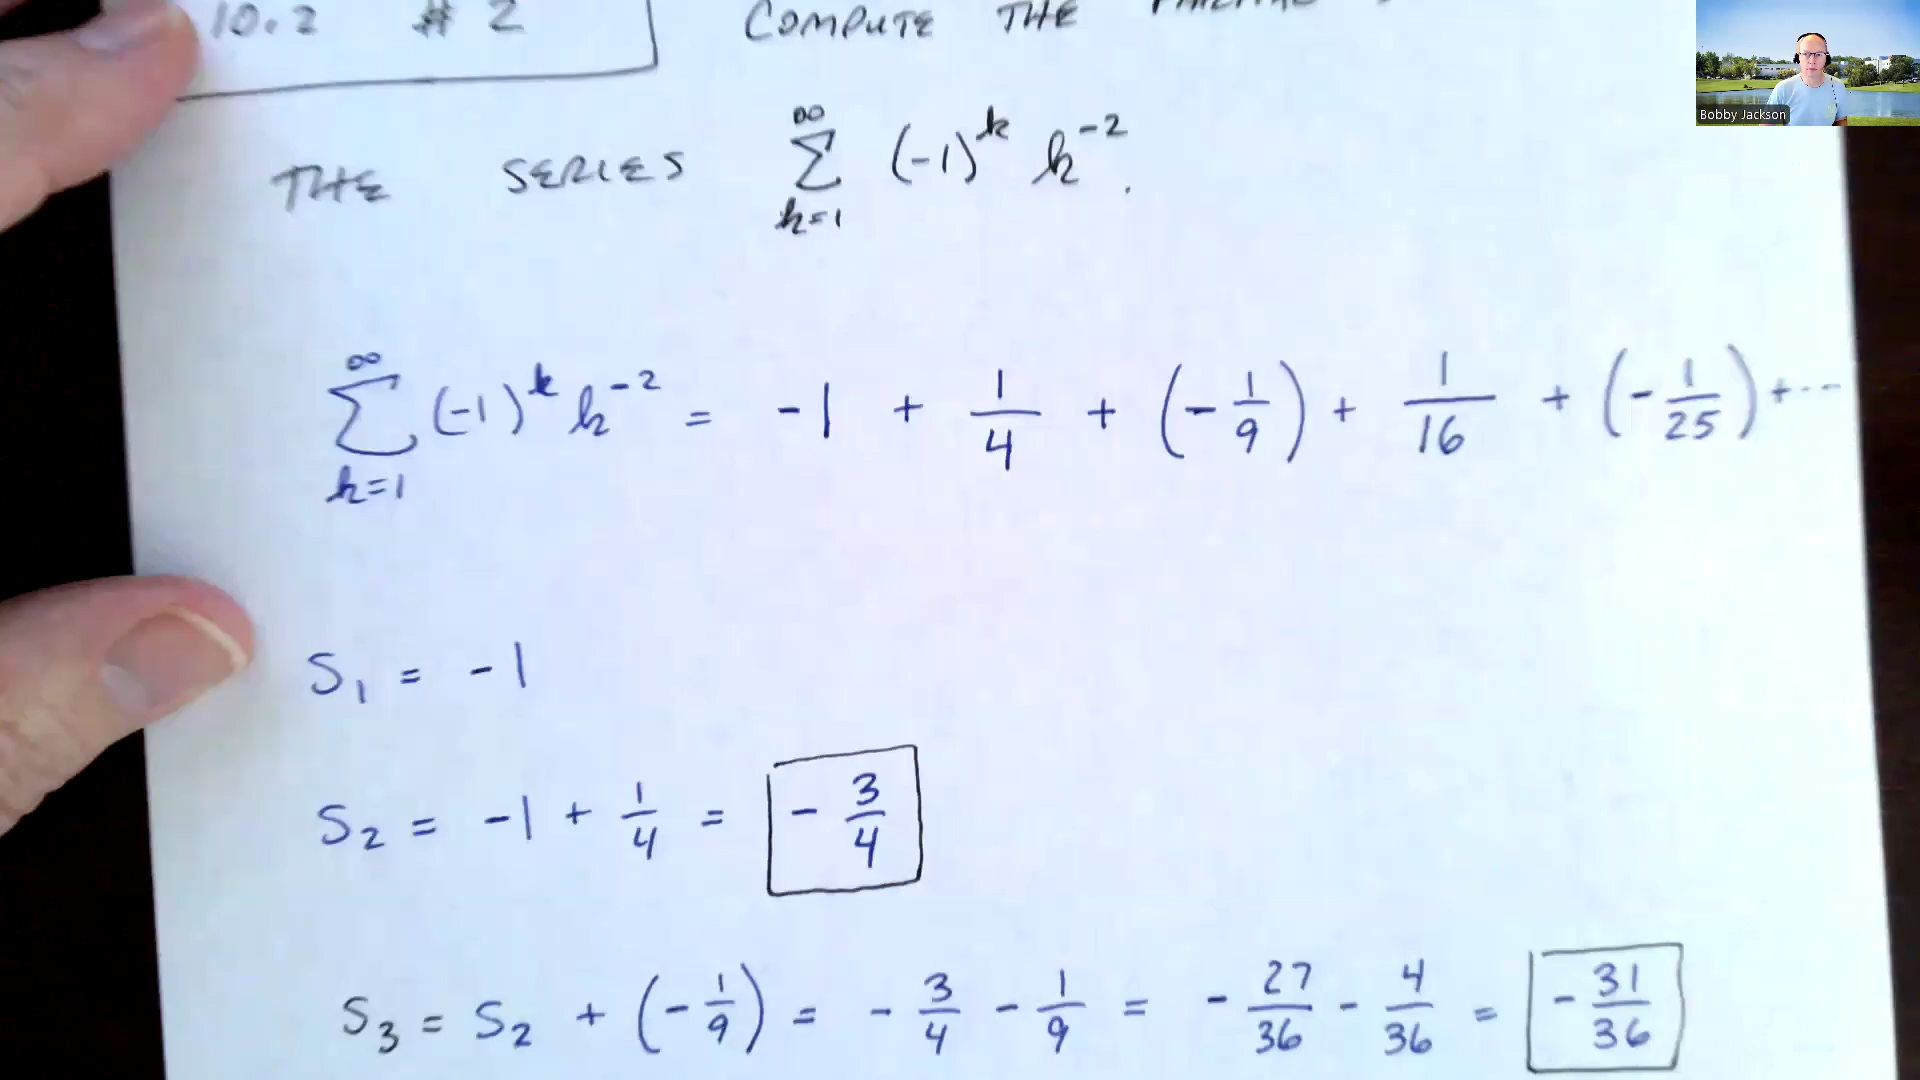 10.2 # 2 COMPUTE THE
Bobby Jackson
THE SERIES ∑_{k=1}^{∞} (-1)^k k^{-2}.
∑_{k=1}^{∞} (-1)^k k^{-2} = -1 + 1/4 + (-1/9) + 1/16 + (-1/25) + ...
S₁ = -1
S₂ = -1 + 1/4 = -3/4
S₃ = S₂ + (-1/9) = -3/4 - 1/9 = -27/36 - 4/36 = -31/36